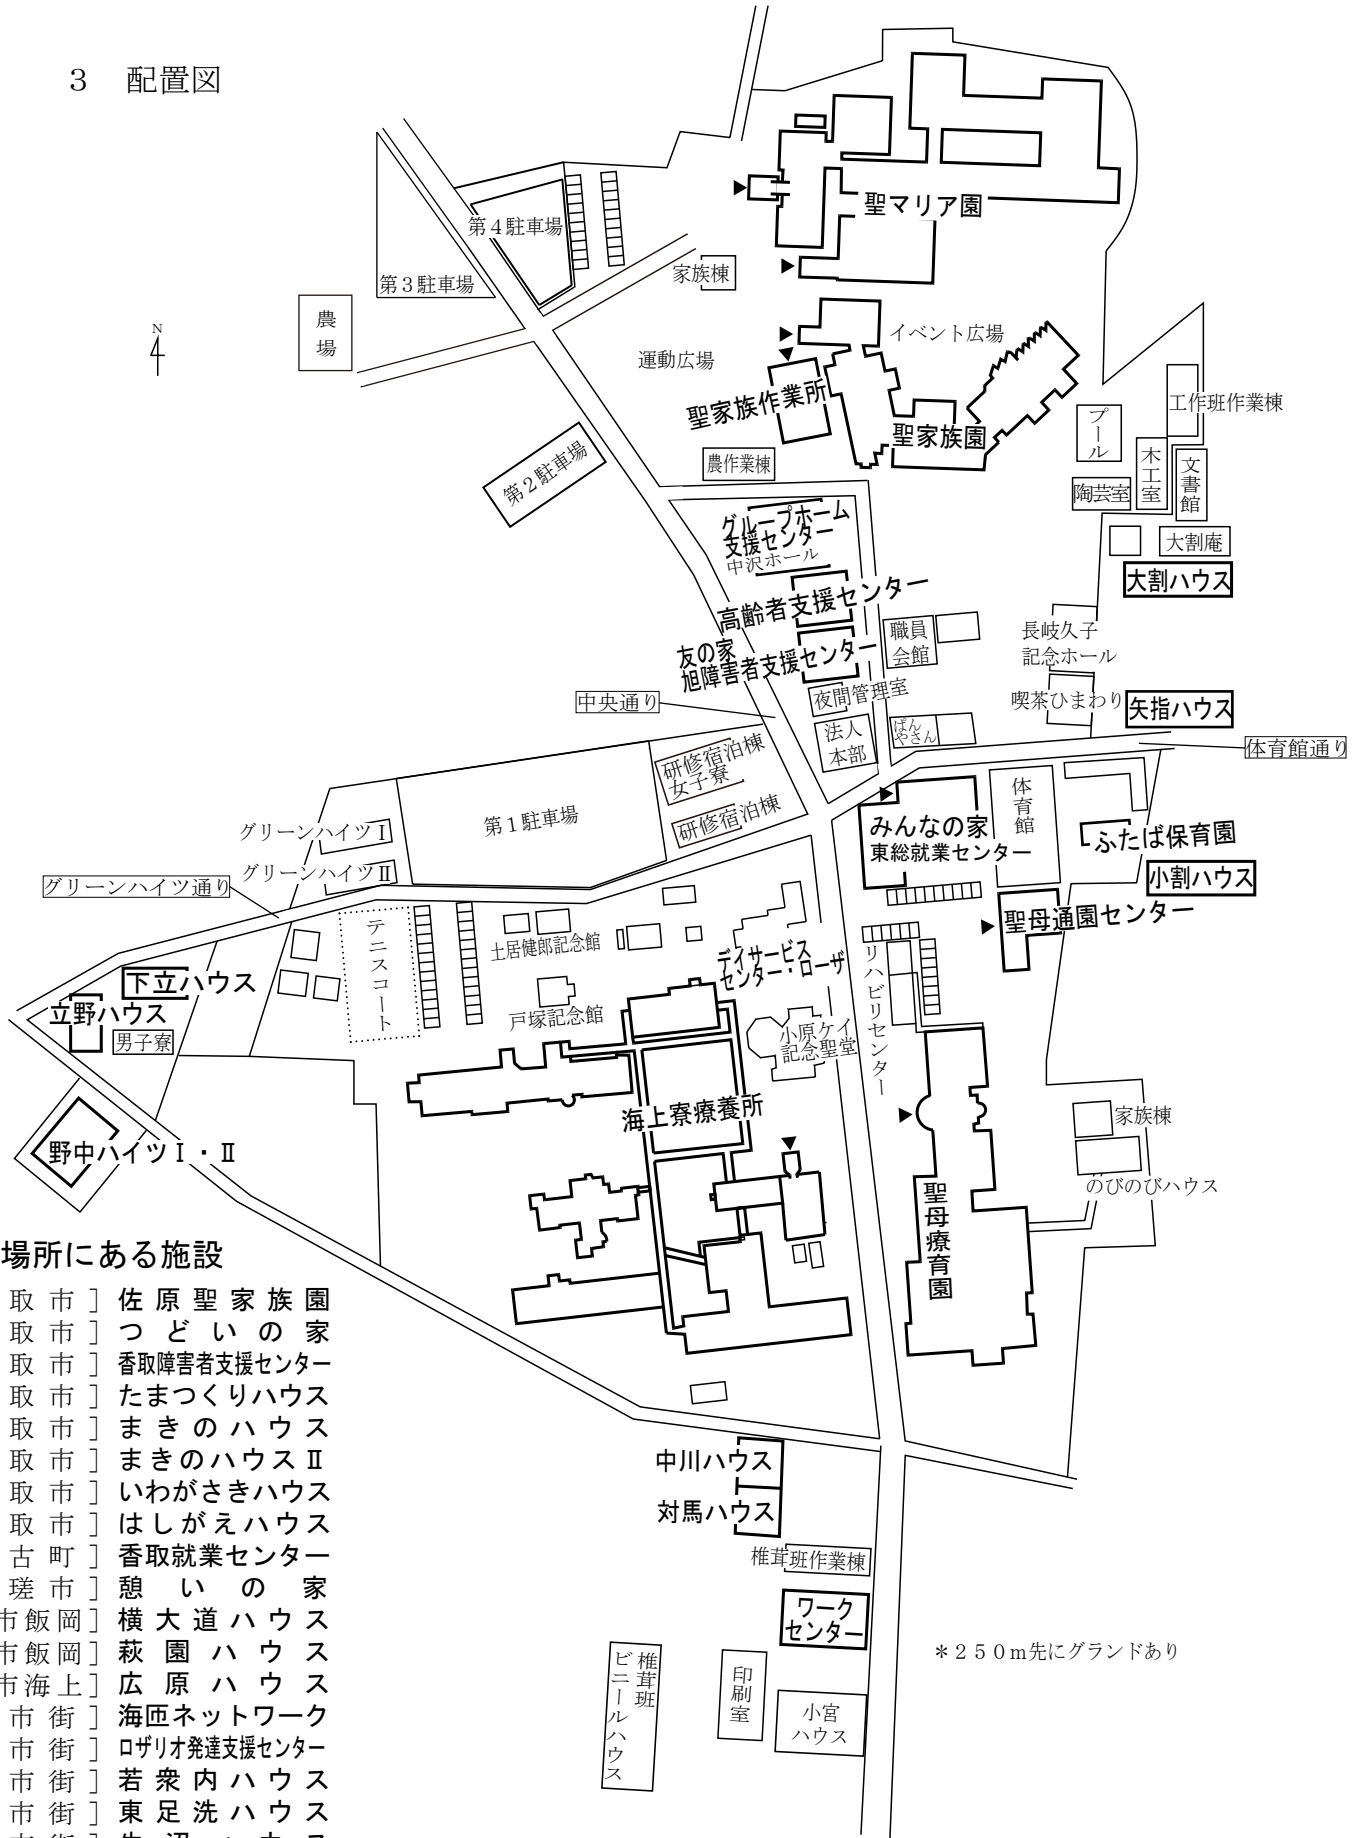 ３　配置図
N
第４駐車場
第３駐車場
農場
家族棟
聖マリア園
イベント広場
運動広場
聖家族作業所
聖家族園
農作業棟
第２駐車場
プール
工作班作業棟
木工室
文書館
陶芸室
大割庵
大割ハウス
グループホーム
支援センター
中沢ホール
高齢者支援センター
友の家
旭障害者支援センター
職員
会館
夜間管理室
法人
本部
ぱん
やさん
長岐久子
記念ホール
喫茶ひまわり
矢指ハウス
中央通り
体育館通り
研修宿泊棟
女子寮
研修宿泊棟
第１駐車場
グリーンハイツⅠ
グリーンハイツⅡ
グリーンハイツ通り
みんなの家
東総就業センター
体育館
ふたば保育園
小割ハウス
聖母通園センター
テニスコート
土居健郎記念館
戸塚記念館
デイサービス
センター・ローザ
小原ケイ
記念聖堂
リハビリセンター
下立ハウス
立野ハウス
男子寮
野中ハイツⅠ・Ⅱ
海上寮療養所
聖母療育園
家族棟
のびのびハウス
中川ハウス
対馬ハウス
椎茸班作業棟
ワーク
センター
椎茸班
ビニールハウス
印刷室
小宮
ハウス
＊２５０ｍ先にグランドあり
場所にある施設
取市］佐原聖家族園
取市］つどいの家
取市］香取障害者支援センター
取市］たまつくりハウス
取市］まきのハウス
取市］まきのハウスⅡ
取市］いわがさきハウス
取市］はしがえハウス
古町］香取就業センター
瑳市］憩いの家
市飯岡］横大道ハウス
市飯岡］萩園ハウス
市海上］広原ハウス
市街］海匝ネットワーク
市街］ロザリオ発達支援センター
市街］若衆内ハウス
市街］東足洗ハウス